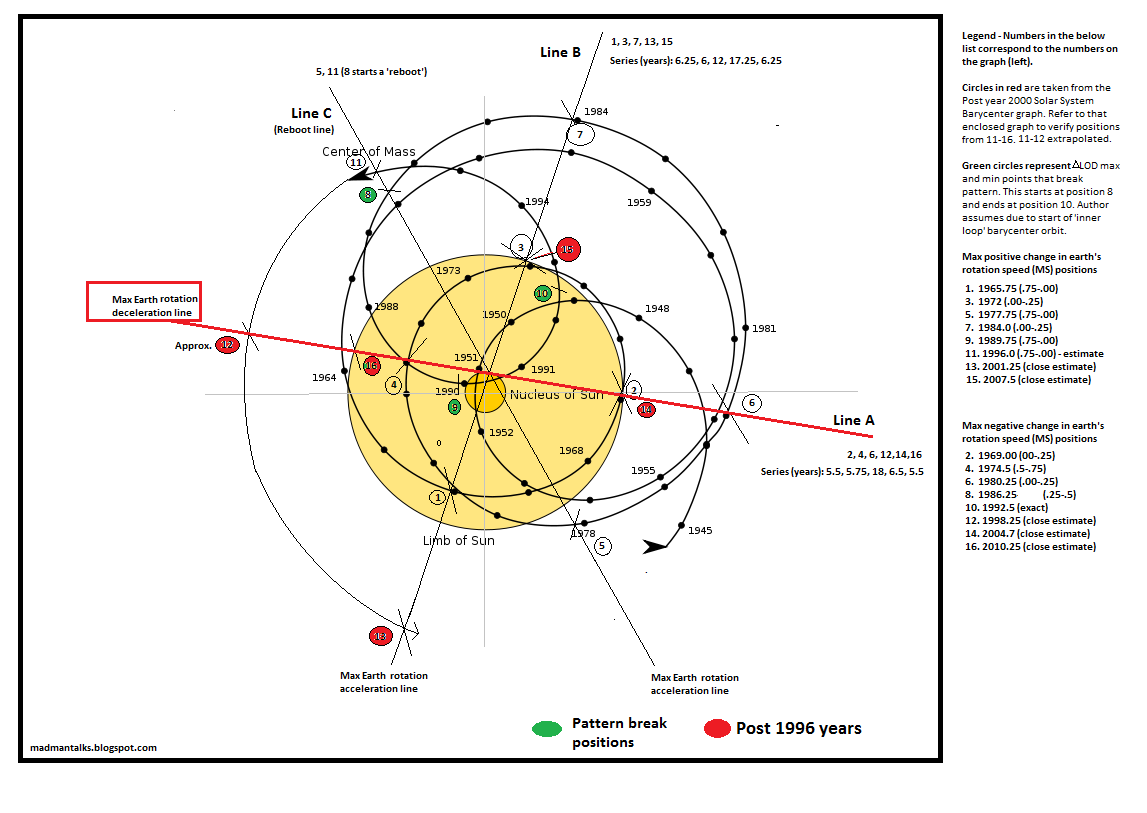 Line B
1, 3, 7, 13, 15
Series (years): 6.25, 6, 12, 17.25, 6.25
5, 11 (8 starts a 'reboot')
Line C
(Reboot line)
Center of Mass
11
8
7
1984
1959
1994
3
15
1973
10
1948
1950
1988
1981
Max Earth rotation
deceleration line
Approx. 12
16
1964
4
1951
1991
1990
9
Nucleus of Sun
2
14
6
Line A
2, 4, 6, 12,14,16
Series (years): 5.5, 5.75, 18, 6.5, 5.5
1952
0
1968
1955
1
1978
5
1945
Limb of Sun
13
Max Earth rotation
acceleration line
Max Earth rotation
acceleration line
Pattern break
positions
Post 1996 years
madmantalks.blogspot.com
Legend - Numbers in the below
list correspond to the numbers on
the graph (left).
Circles in red are taken from the
Post year 2000 Solar System
Barycenter graph. Refer to that
enclosed graph to verify positions
from 11-16. 11-12 extrapolated.
Green circles represent ΔLOD max
and min points that break
pattern. This starts at position 8
and ends at position 10. Author
assumes due to start of 'inner
loop' barycenter orbit.
Max positive change in earth's
rotation speed (MS) positions
1. 1965.75 (.75-.00)
3. 1972 (.00-.25)
5. 1977.75 (.75-.00)
7. 1984.0 (.00-.25)
9. 1989.75 (.75-.00)
11. 1996.0 (.75-.00) - estimate
13. 2001.25 (close estimate)
15. 2007.5 (close estimate)
Max negative change in earth's
rotation speed (MS) positions
2. 1969.00 (00-.25)
4. 1974.5 (.5-.75)
6. 1980.25 (.00-.25)
8. 1986.25 (.25-.5)
10. 1992.5 (exact)
12. 1998.25 (close estimate)
14. 2004.7 (close estimate)
16. 2010.25 (close estimate)